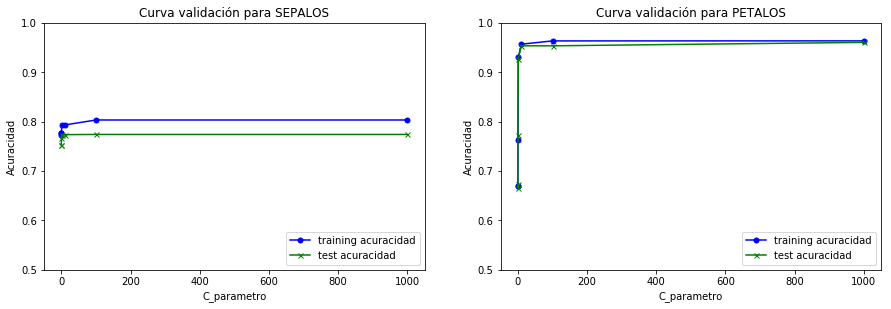 Curva validación para SEPALOS
1.0
0.9
0.8
0.7
0.6
0.5
Acuracidad
0 200 400 600 800 1000
C_parametro
training acuracidad
test acuracidad
Curva validación para PETALOS
1.0
0.9
0.8
0.7
0.6
0.5
Acuracidad
0 200 400 600 800 1000
C_parametro
training acuracidad
test acuracidad